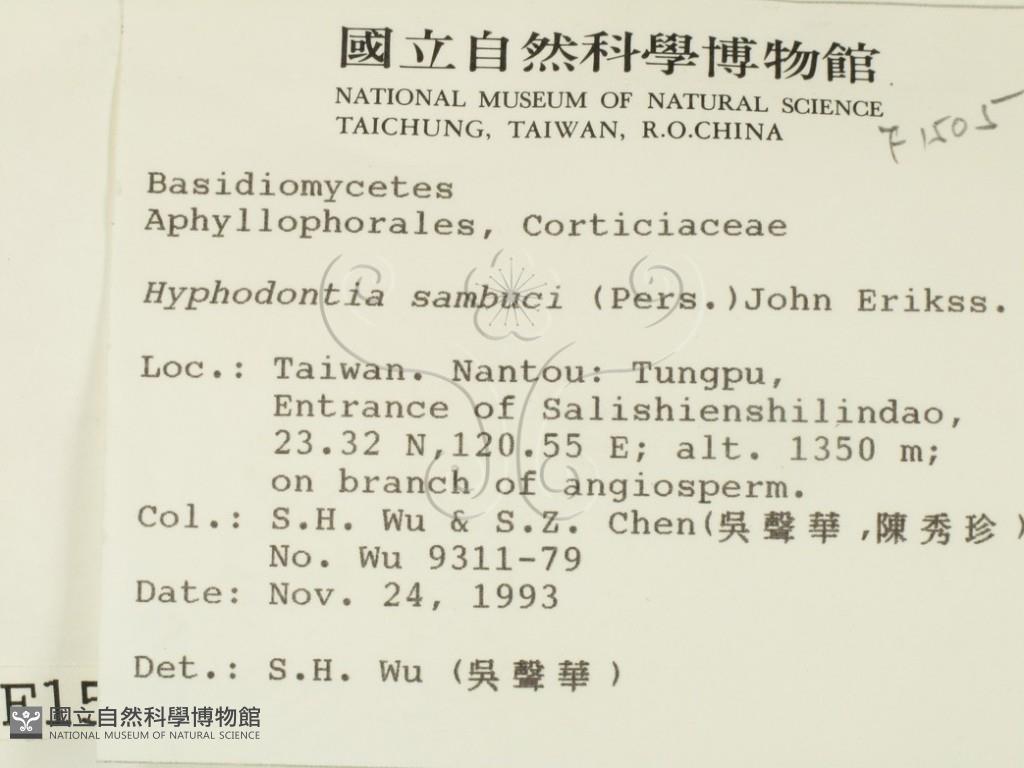 國立自然科學博物館
NATIONAL MUSEUM OF NATURAL SCIENCE
TAICHUNG, TAIWAN, R.O.CHINA
F1505
Basidiomycetes
Aphyllophorales, Corticiaceae
Hyphodontia sambuci (Pers.)John Erikss.
Loc.: Taiwan. Nantou: Tungpu,
Entrance of Salishienshilindao,
23.32 N,120.55 E; alt. 1350 m;
on branch of angiosperm.
Col.: S.H. Wu & S.Z. Chen(吳聲華,陳秀珍)
No. Wu 9311-79
Date: Nov. 24, 1993
Det.: S.H. Wu (吳聲華)
F15
國立自然科學博物館
NATIONAL MUSEUM OF NATURAL SCIENCE